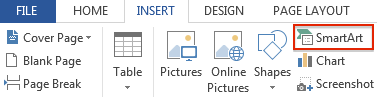 FILE HOME INSERT DESIGN PAGE LAYOUT
Cover Page
Blank Page
Page Break
Table
Pictures
Online
Pictures
Shapes
SmartArt
Chart
Screenshot